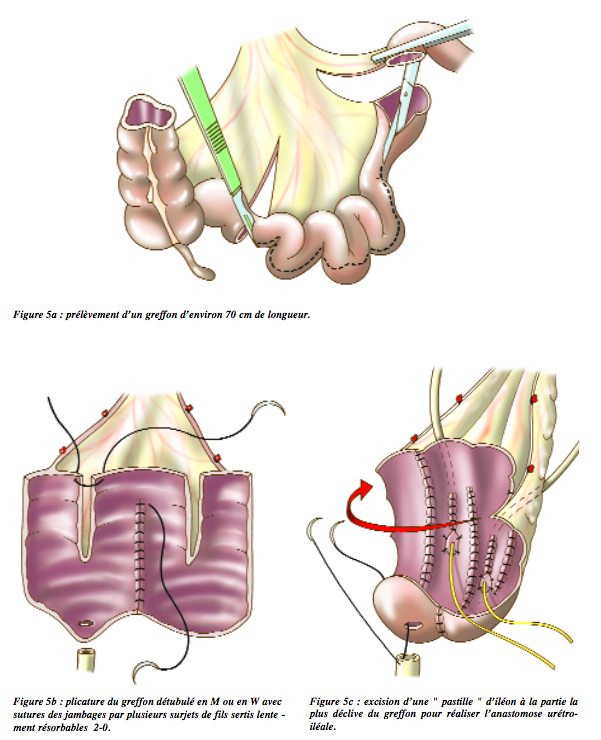 Figure 5a : prélèvement d'un greffon d'environ 70 cm de longueur.
Figure 5b : plicature du greffon détubulé en M ou en W avec
sutures des jambages par plusieurs surjets de fils sertis lente -
ment résorbables 2-0.
Figure 5c : excision d'une " pastille " d'iléon à la partie la
plus déclive du greffon pour réaliser l'anastomose urétro-
iléale.